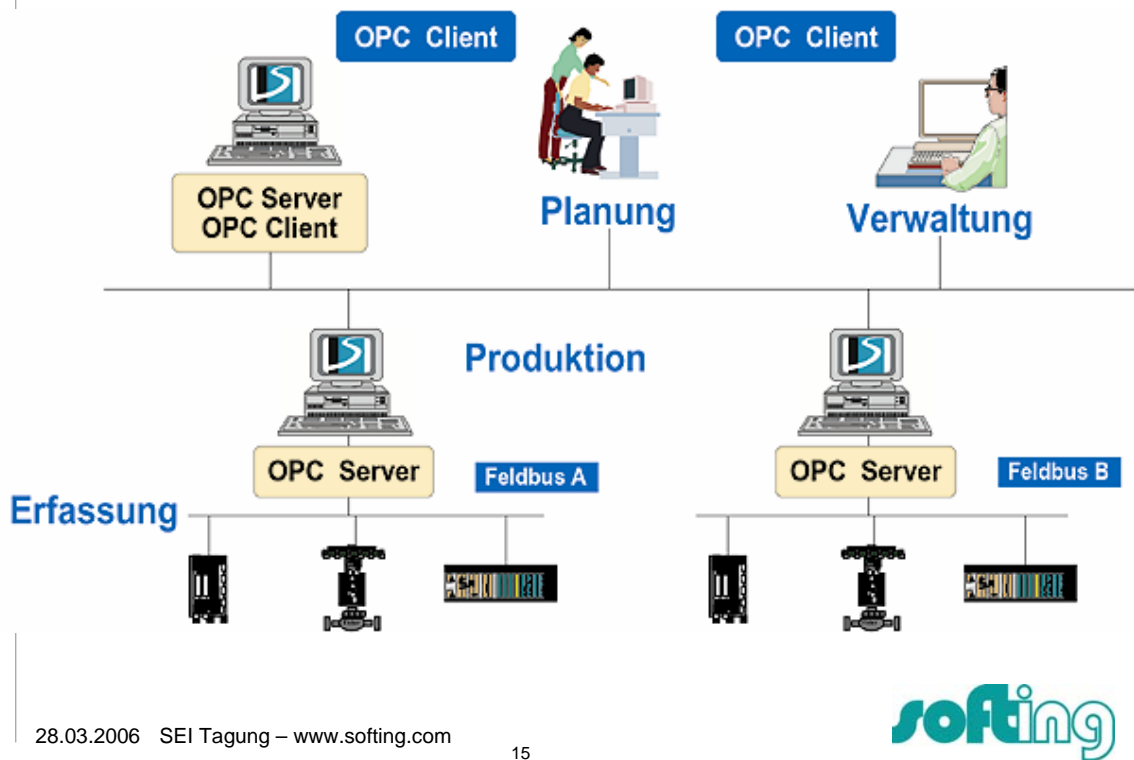 OPC Client
OPC Client
OPC Server
OPC Client
Planung
Verwaltung
Produktion
OPC Server
Feldbus A
OPC Server
Feldbus B
Erfassung
28.03.2006 SEI Tagung – www.softing.com
15
softing